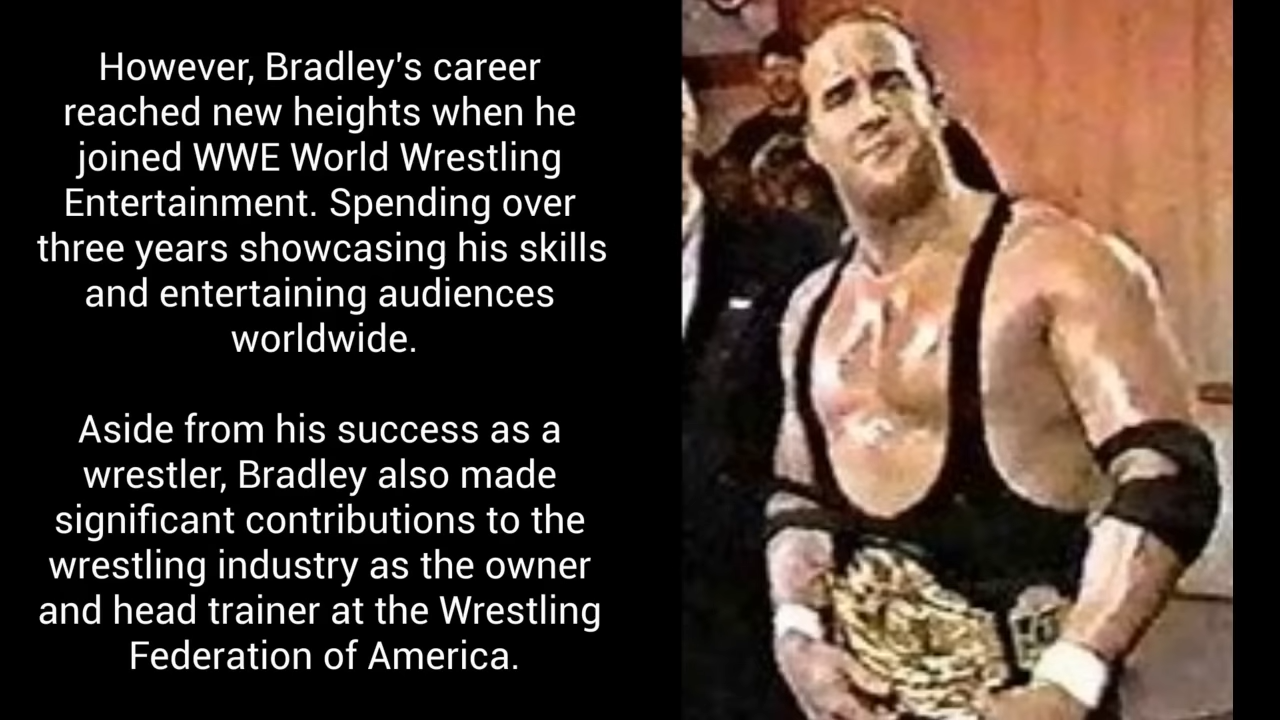 However, Bradley's career
reached new heights when he
joined WWE World Wrestling
Entertainment. Spending over
three years showcasing his skills
and entertaining audiences
worldwide.
Aside from his success as a
wrestler, Bradley also made
significant contributions to the
wrestling industry as the owner
and head trainer at the Wrestling
Federation of America.